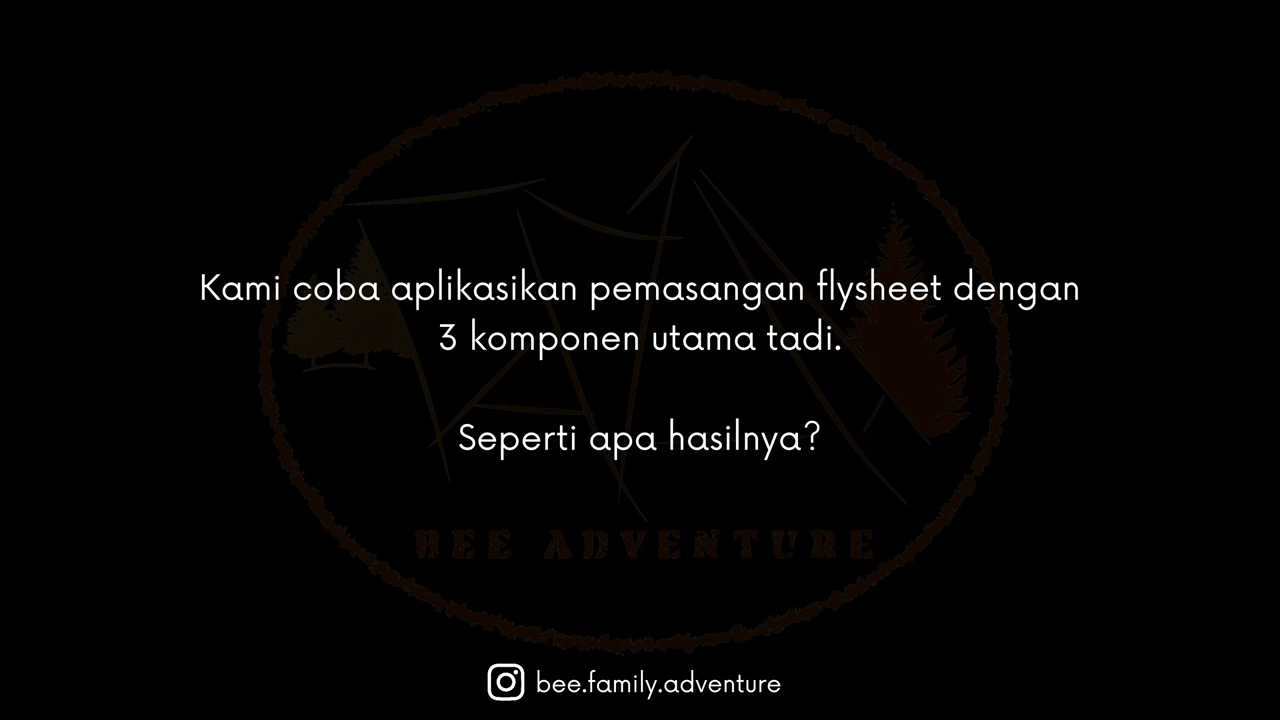 Kami coba aplikasikan pemasangan flysheet dengan
3 komponen utama tadi.
Seperti apa hasilnya?
BEE ADVENTURE
bee.family.adventure